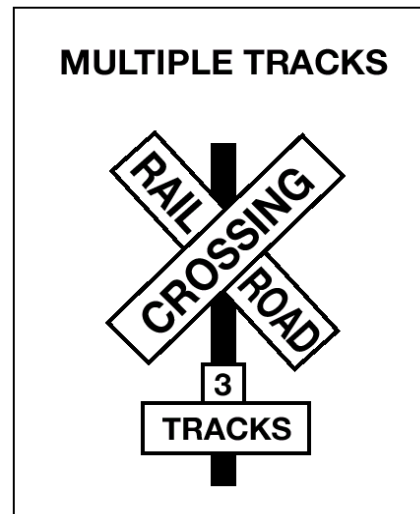 MULTIPLE TRACKS
RAIL
ROAD
CROSSING
3
TRACKS